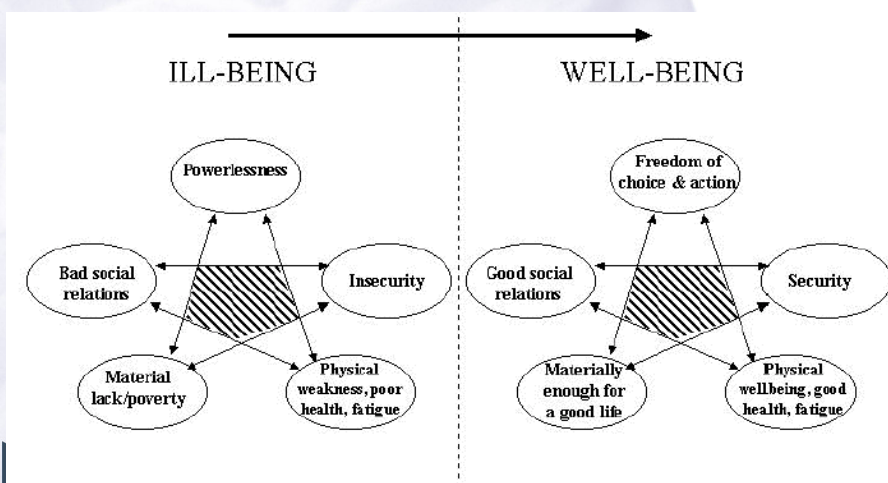 ILL-BEING
WELL-BEING
Powerlessness
Bad social
relations
Insecurity
Material
lack/poverty
Physical
weakness, poor
health, fatigue
Freedom of
choice & action
Good social
relations
Security
Materially
enough for
a good life
Physical
wellbeing, good
health, fatigue